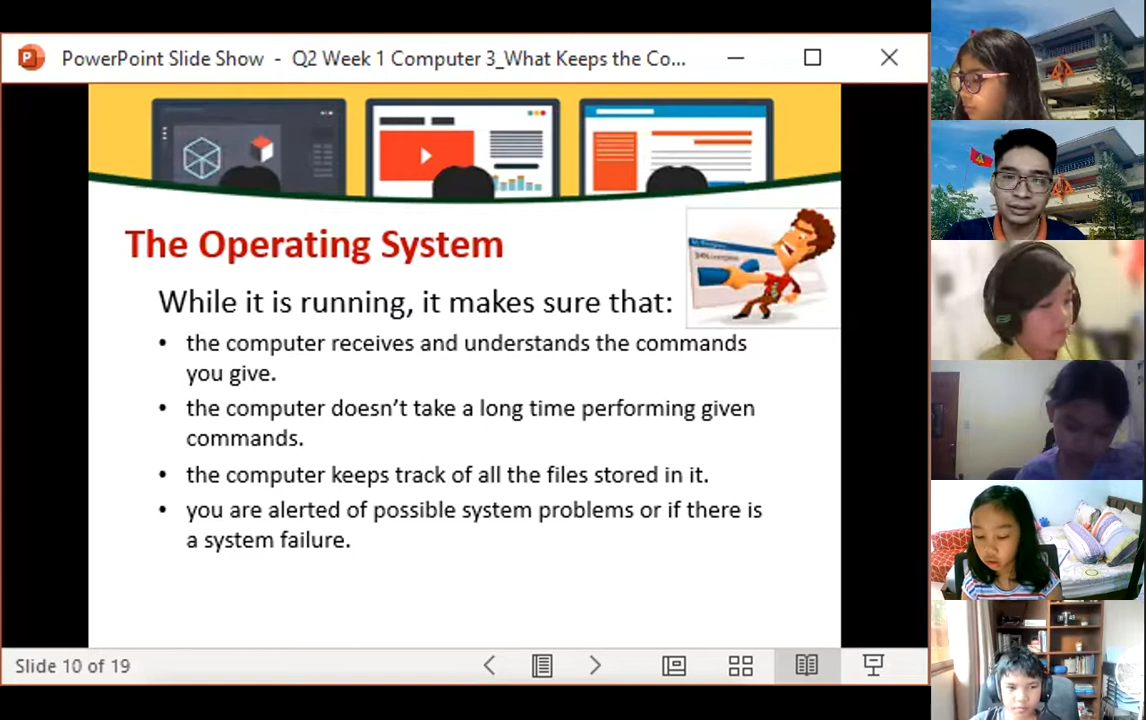 PowerPoint Slide Show - Q2 Week 1 Computer 3_What Keeps the Co...
The Operating System
While it is running, it makes sure that:
• the computer receives and understands the commands
you give.
• the computer doesn't take a long time performing given
commands.
• the computer keeps track of all the files stored in it.
• you are alerted of possible system problems or if there is
a system failure.
Slide 10 of 19